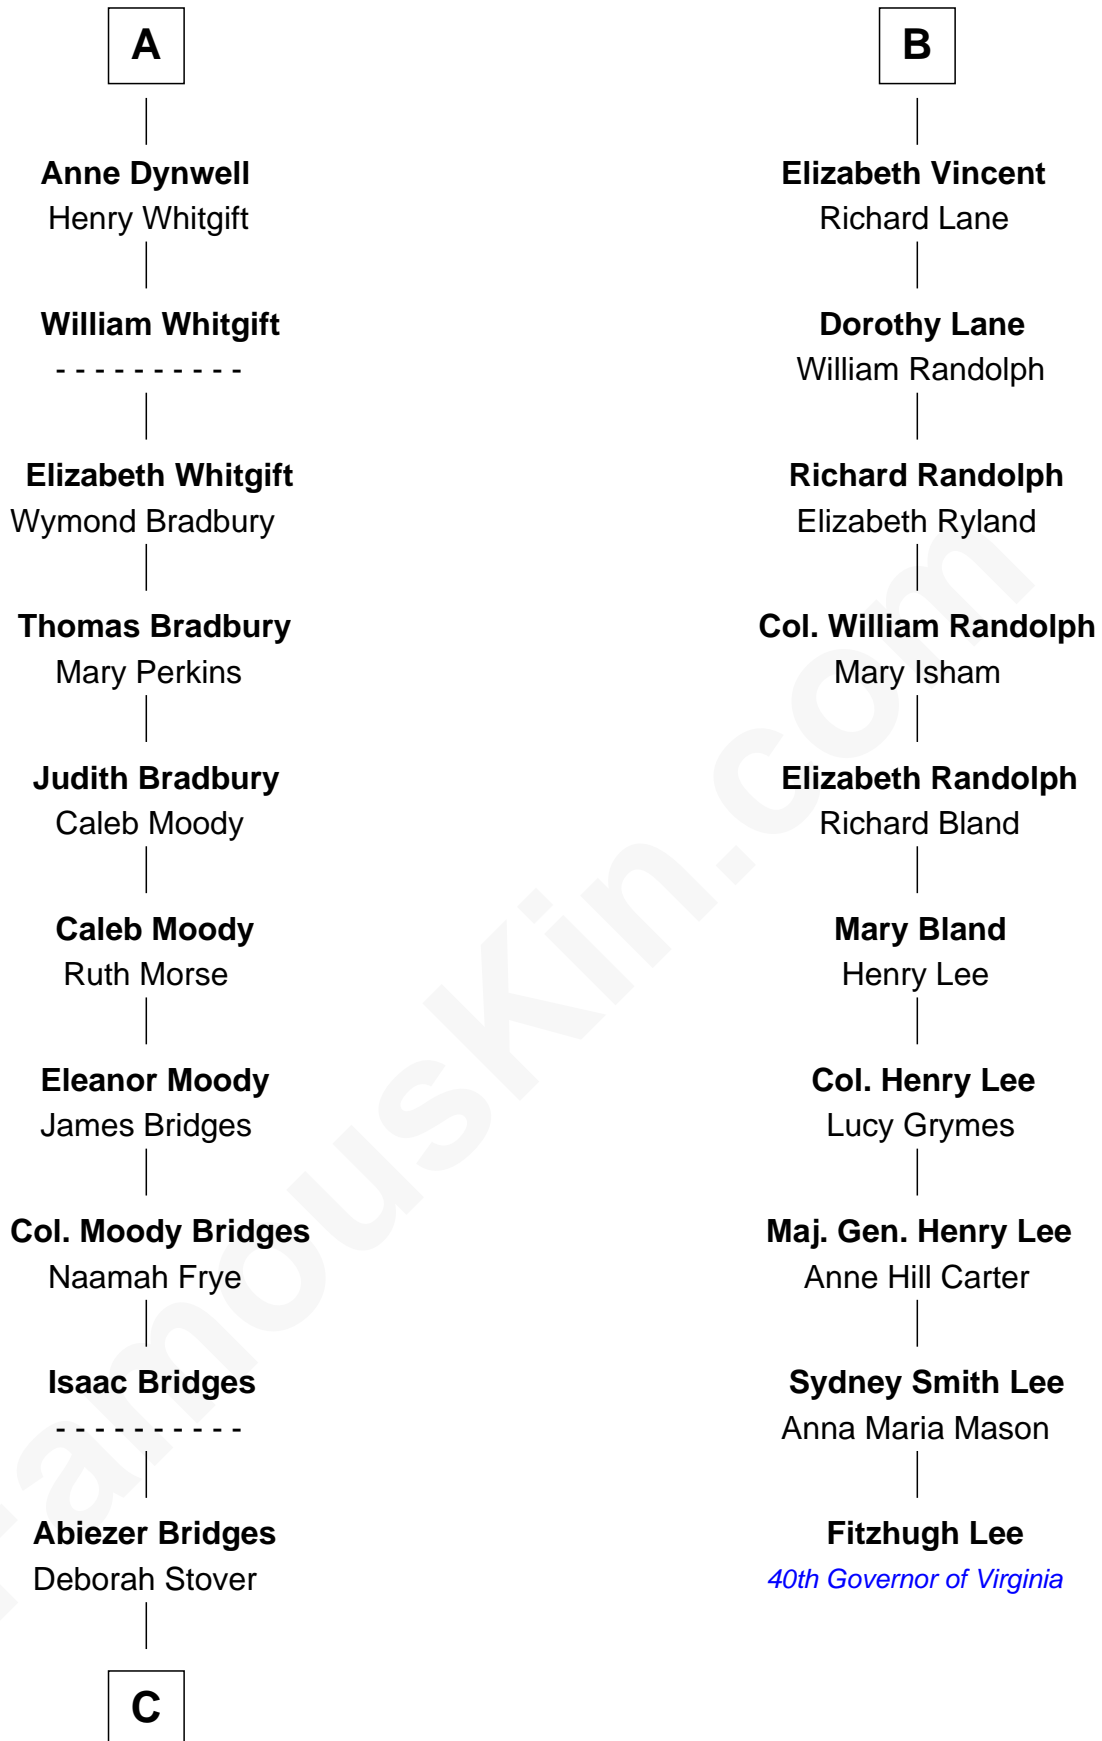 A
Anne Dynwell
Henry Whitgift
William Whitgift
- - - - - - - - - -
Elizabeth Whitgift
Wymond Bradbury
Thomas Bradbury
Mary Perkins
Judith Bradbury
Caleb Moody
Caleb Moody
Ruth Morse
Eleanor Moody
James Bridges
Col. Moody Bridges
Naamah Frye
Isaac Bridges
- - - - - - - - - -
Abiezer Bridges
Deborah Stover
C
B
Elizabeth Vincent
Richard Lane
Dorothy Lane
William Randolph
Richard Randolph
Elizabeth Ryland
Col. William Randolph
Mary Isham
Elizabeth Randolph
Richard Bland
Mary Bland
Henry Lee
Col. Henry Lee
Lucy Grymes
Maj. Gen. Henry Lee
Anne Hill Carter
Sydney Smith Lee
Anna Maria Mason
Fitzhugh Lee
40th Governor of Virginia
FamousKin.com